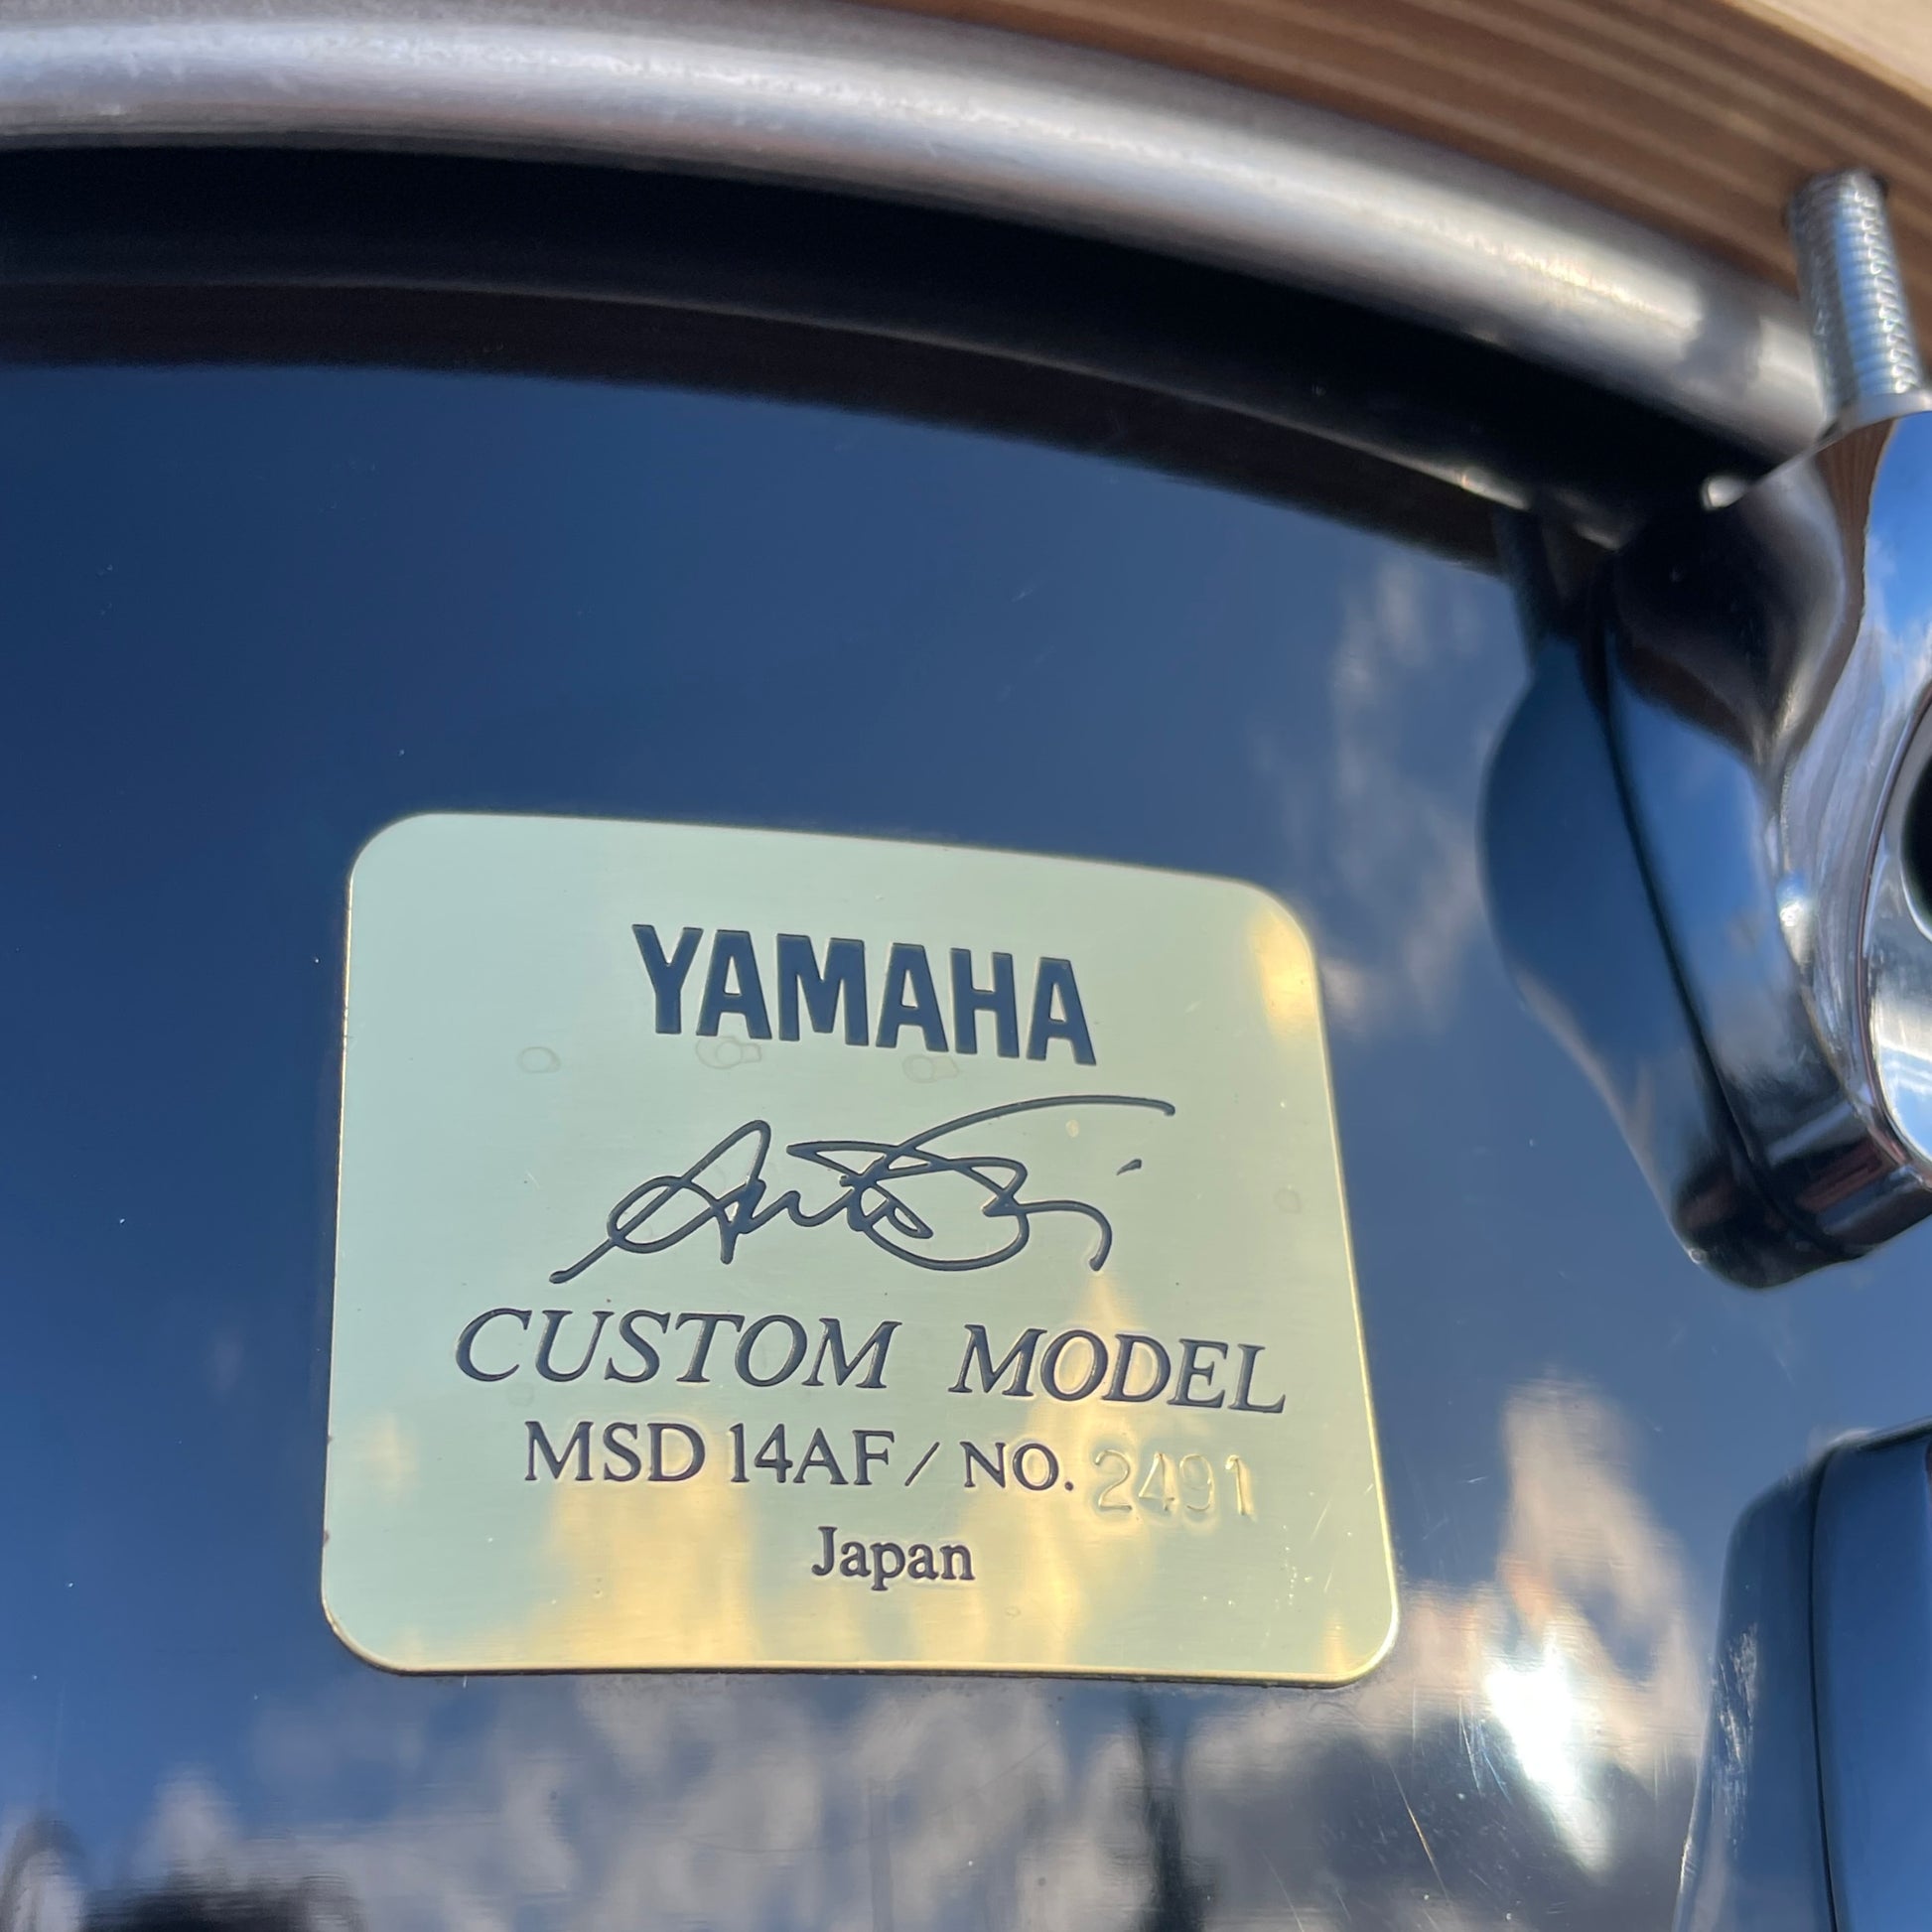 YAMAHA
CUSTOM MODEL
MSD 14AF / NO. 2491
Japan